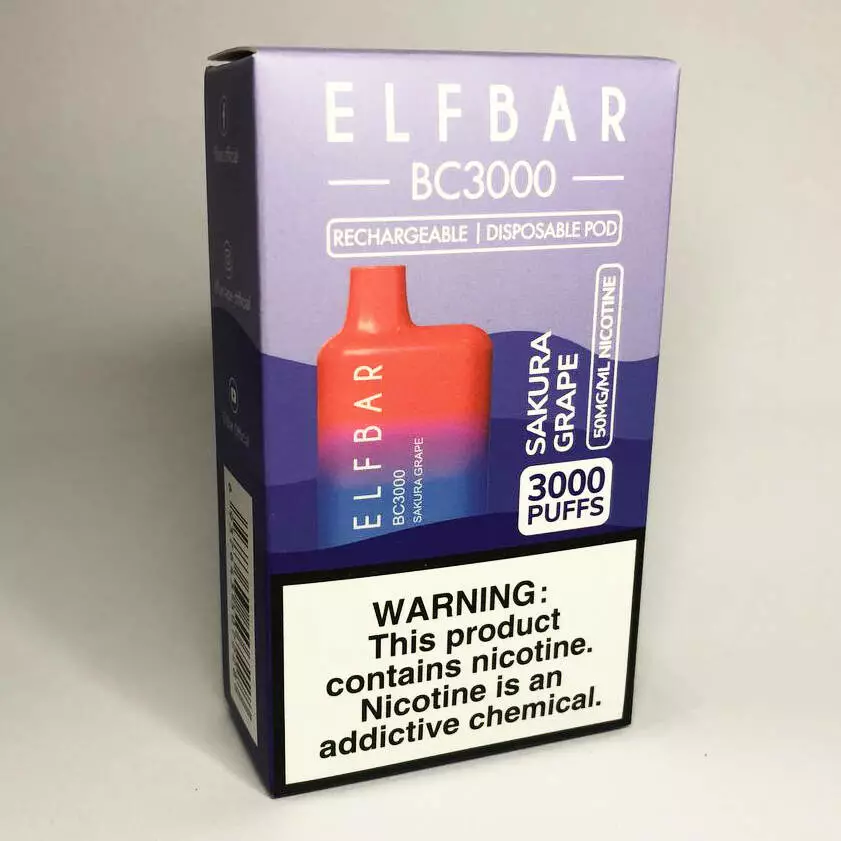 ELFBAR
BC3000
RECHARGEABLE | DISPOSABLE POD
SAKURA
GRAPE
50MG/ML NICOTINE
3000
PUFFS
ELFBAR
BC3000
SAKURA GRAPE
WARNING:
This product
contains nicotine.
Nicotine is an
addictive chemical.